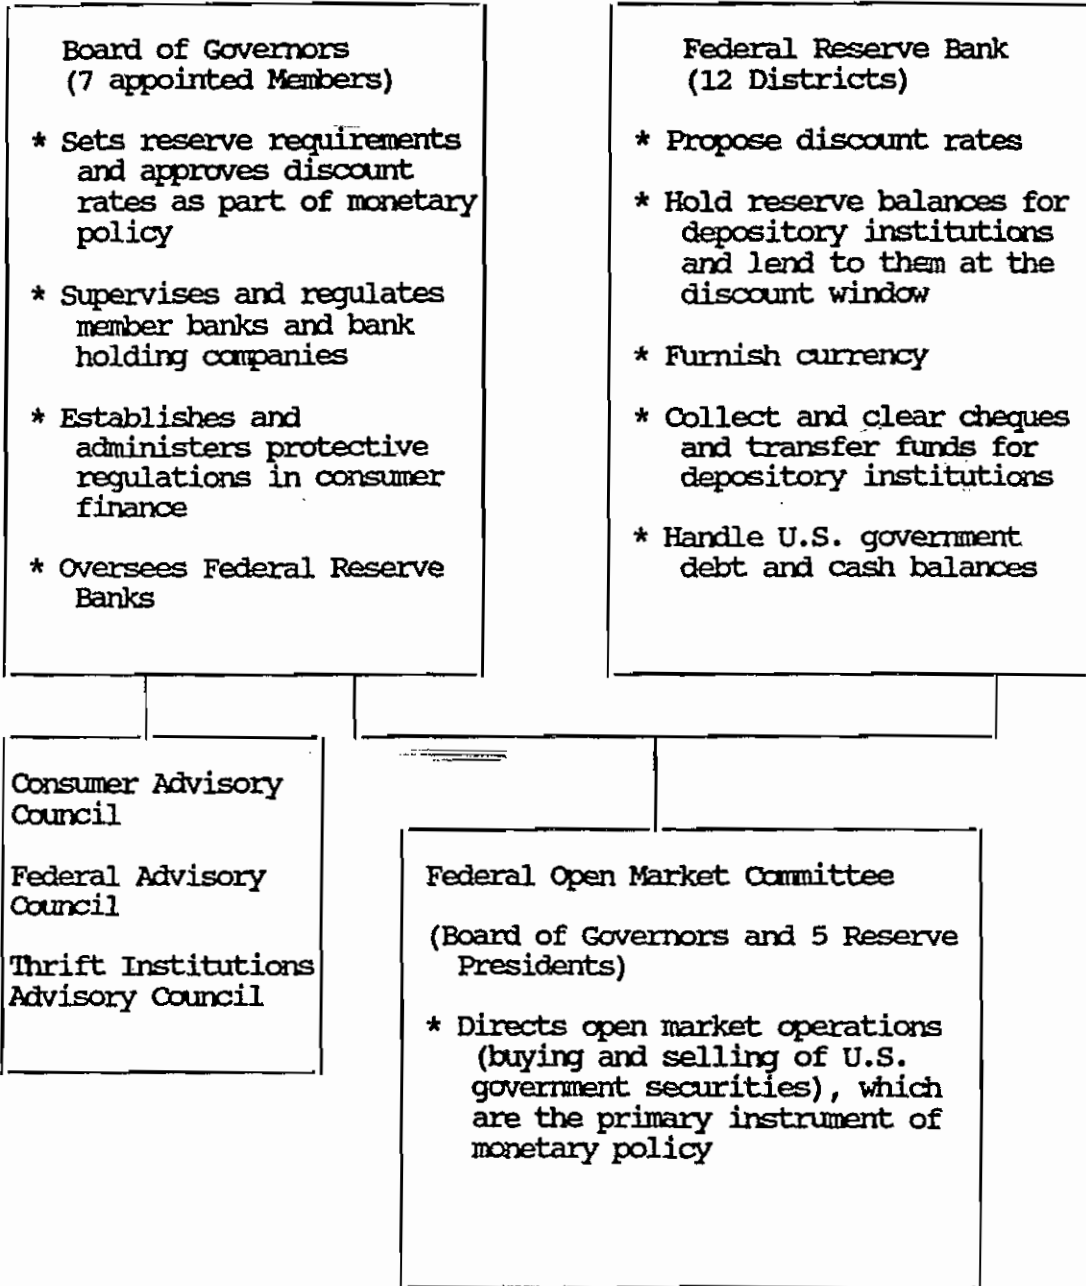 Board of Governors
(7 appointed Members)
* Sets reserve requirements
and approves discount
rates as part of monetary
policy
* Supervises and regulates
member banks and bank
holding companies
* Establishes and
administers protective
regulations in consumer
finance
* Oversees Federal Reserve
Banks
Federal Reserve Bank
(12 Districts)
* Propose discount rates
* Hold reserve balances for
depository institutions
and lend to them at the
discount window
* Furnish currency
* Collect and clear cheques
and transfer funds for
depository institutions
* Handle U.S. government
debt and cash balances
Consumer Advisory
Council
Federal Advisory
Council
Thrift Institutions
Advisory Council
Federal Open Market Committee
(Board of Governors and 5 Reserve
Presidents)
* Directs open market operations
(buying and selling of U.S.
government securities), which
are the primary instrument of
monetary policy